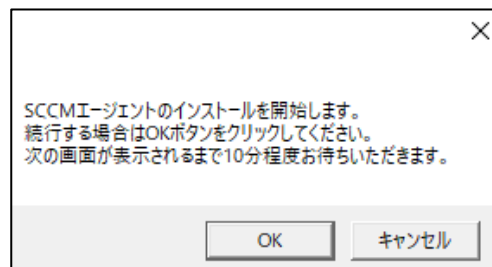 SCCMエージェントのインストールを開始します。
続行する場合はOKボタンをクリックしてください。
次の画面が表示されるまで10分程度お待ちいただきます。
OK
キャンセル